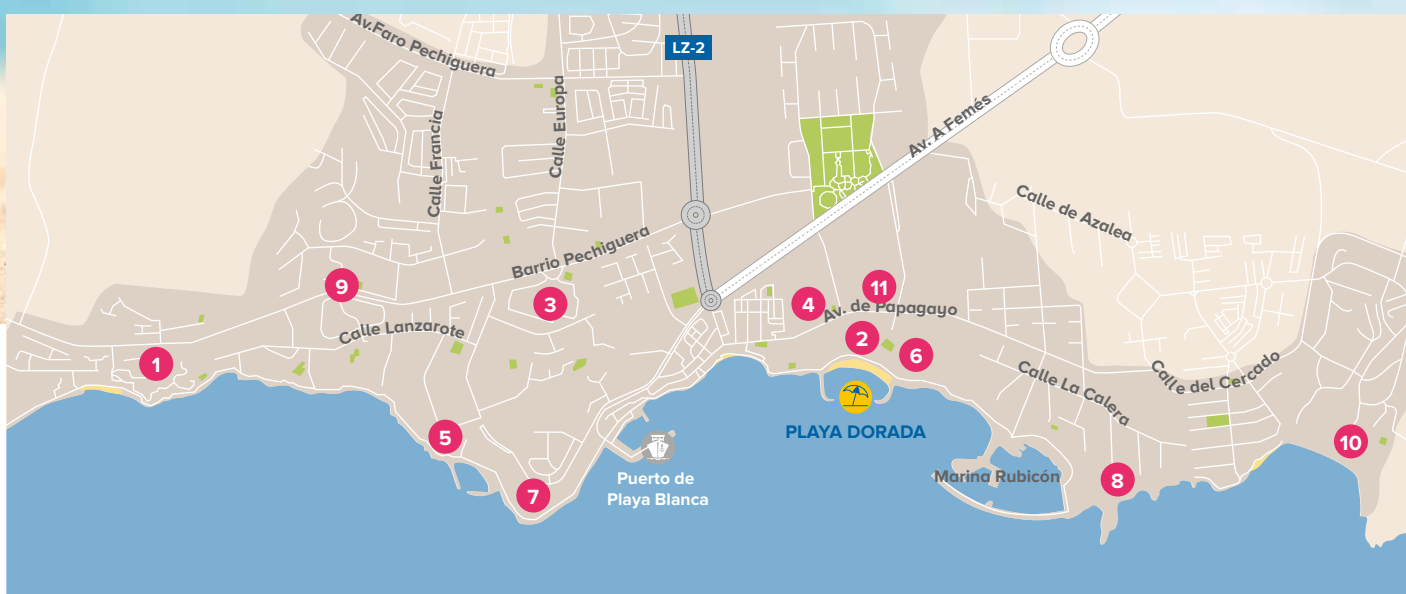 Av.Faro Pechiguera
LZ-2
Calle Europa
Calle Francia
Av. A Femés
Calle de Azalea
Barrio Pechiguera
9
3
4
11
Av. de Papagayo
Calle Lanzarote
1
2
6
Calle La Calera
Calle del Cercado
PLAYA DORADA
5
10
Puerto de
Playa Blanca
Marina Rubicón
8
7